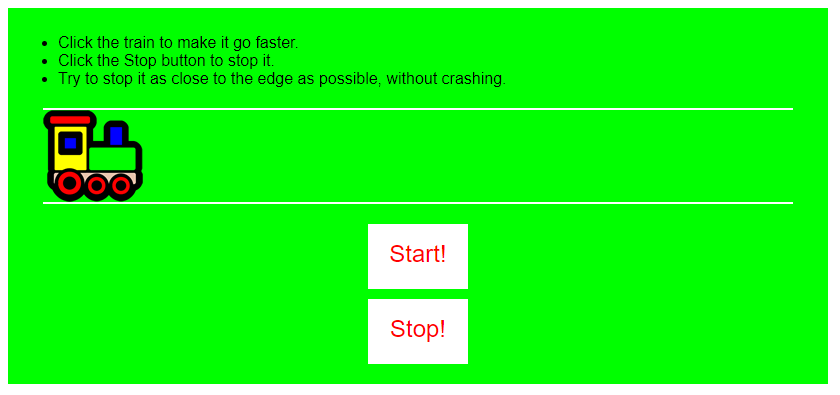 Click the train to make it go faster.
Click the Stop button to stop it.
Try to stop it as close to the edge as possible, without crashing.
Start!
Stop!